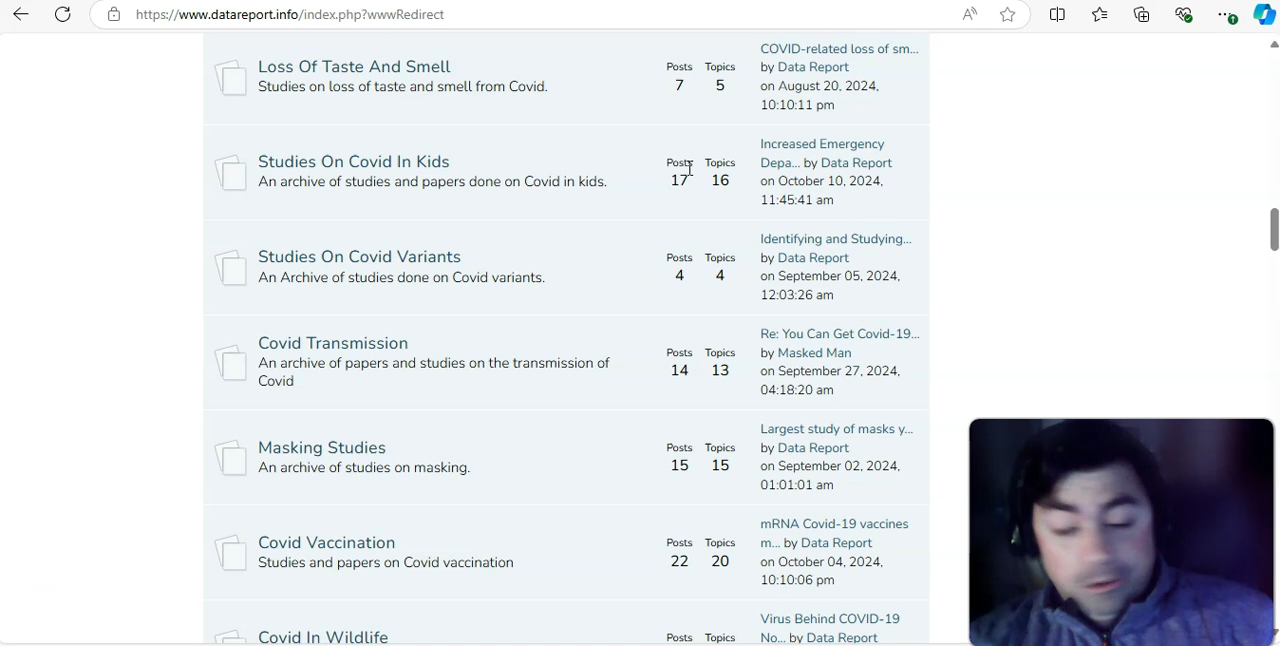 https://www.datareport.info/index.php?wwwRedirect
Loss Of Taste And Smell
Studies on loss of taste and smell from Covid.
Posts
7
Topics
5
COVID-related loss of sm...
by Data Report
on August 20, 2024,
10:10:11 pm
Studies On Covid In Kids
An archive of studies and papers done on Covid in kids.
Posts
17
Topics
16
Increased Emergency
Depa... by Data Report
on October 10, 2024,
11:45:41 am
Studies On Covid Variants
An Archive of studies done on Covid variants.
Posts
4
Topics
4
Identifying and Studying...
by Data Report
on September 05, 2024,
12:03:26 am
Covid Transmission
An archive of papers and studies on the transmission of
Covid
Posts
14
Topics
13
Re: You Can Get Covid-19...
by Masked Man
on September 27, 2024,
04:18:20 am
Masking Studies
An archive of studies on masking.
Posts
15
Topics
15
Largest study of masks y...
by Data Report
on September 02, 2024,
01:01:01 am
Covid Vaccination
Studies and papers on Covid vaccination
Posts
22
Topics
20
mRNA Covid-19 vaccines
m... by Data Report
on October 04, 2024,
10:10:06 pm
Covid In Wildlife
Posts
Topics
Virus Behind COVID-19
No... by Data Report